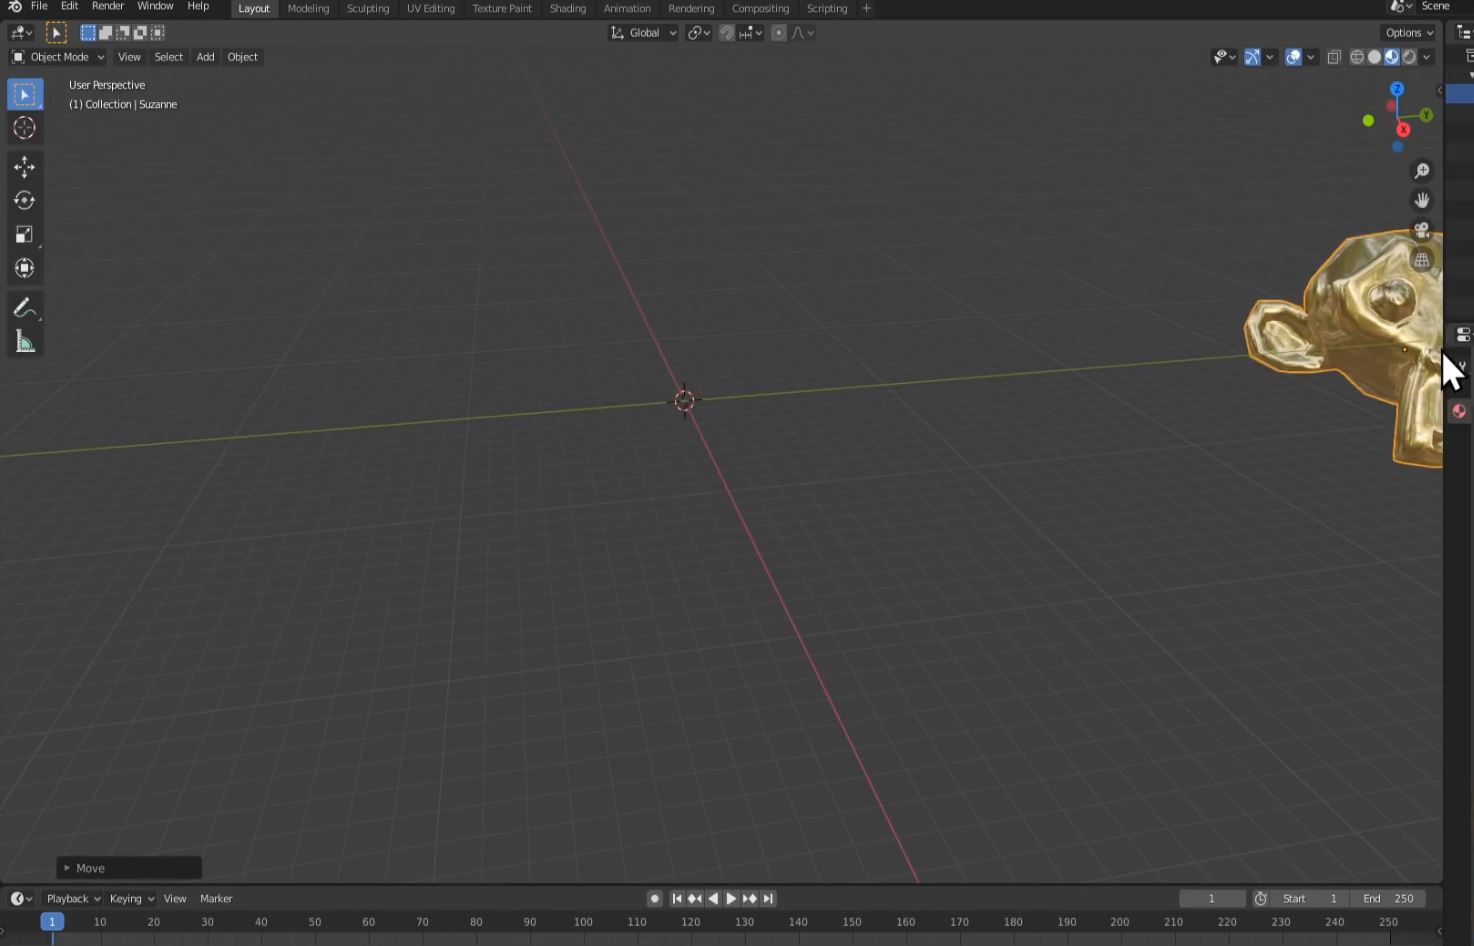 File Edit Render Window Help Layout Modeling Sculpting UV Editing Texture Paint Shading Animation Rendering Compositing Scripting + Scene
Global Options
Object Mode View Select Add Object
User Perspective
(1) Collection | Suzanne
Z
Y
X
Move
Playback Keying View Marker 1 Start 1 End 250
1 10 20 30 40 50 60 70 80 90 100 110 120 130 140 150 160 170 180 190 200 210 220 230 240 250